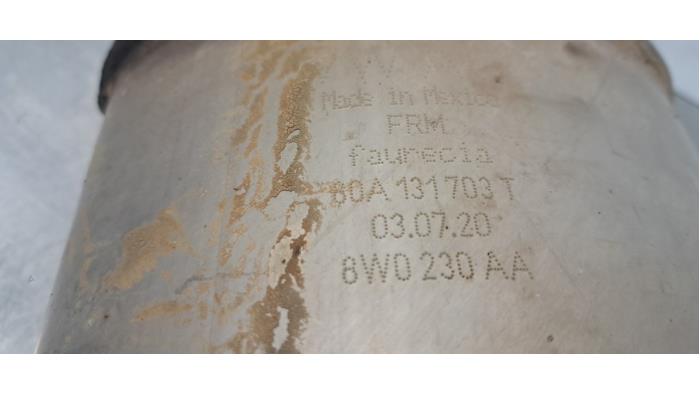 Made in Mexico
FRM
faurecia
80A 131 703 T
03.07.20
8W0 230 AA